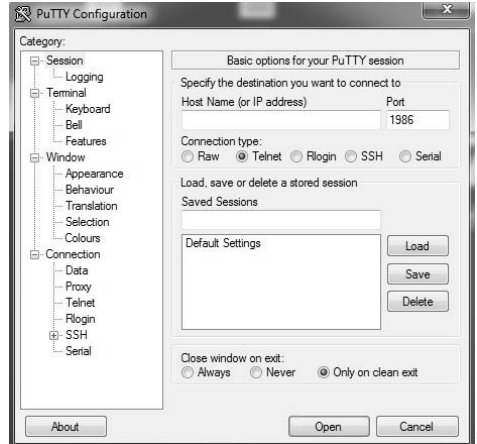 PuTTY Configuration
x
Category:
Session
Logging
Terminal
Keyboard
Bell
Features
Window
Appearance
Behaviour
Translation
Selection
Colours
Connection
Data
Proxy
Telnet
Rlogin
SSH
Serial
Basic options for your PuTTY session
Specify the destination you want to connect to
Host Name (or IP address) Port
1986
Connection type:
Raw Telnet Rlogin SSH Serial
Load, save or delete a stored session
Saved Sessions
Default Settings
Load
Save
Delete
Close window on exit:
Always Never Only on clean exit
About Open Cancel